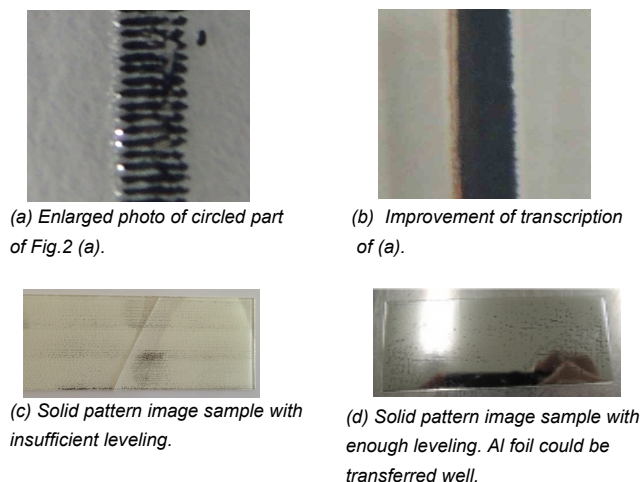 (a) Enlarged photo of circled part
of Fig.2 (a).
(b) Improvement of transcription
of (a).
(c) Solid pattern image sample with
insufficient leveling.
(d) Solid pattern image sample with
enough leveling. Al foil could be
transferred well.